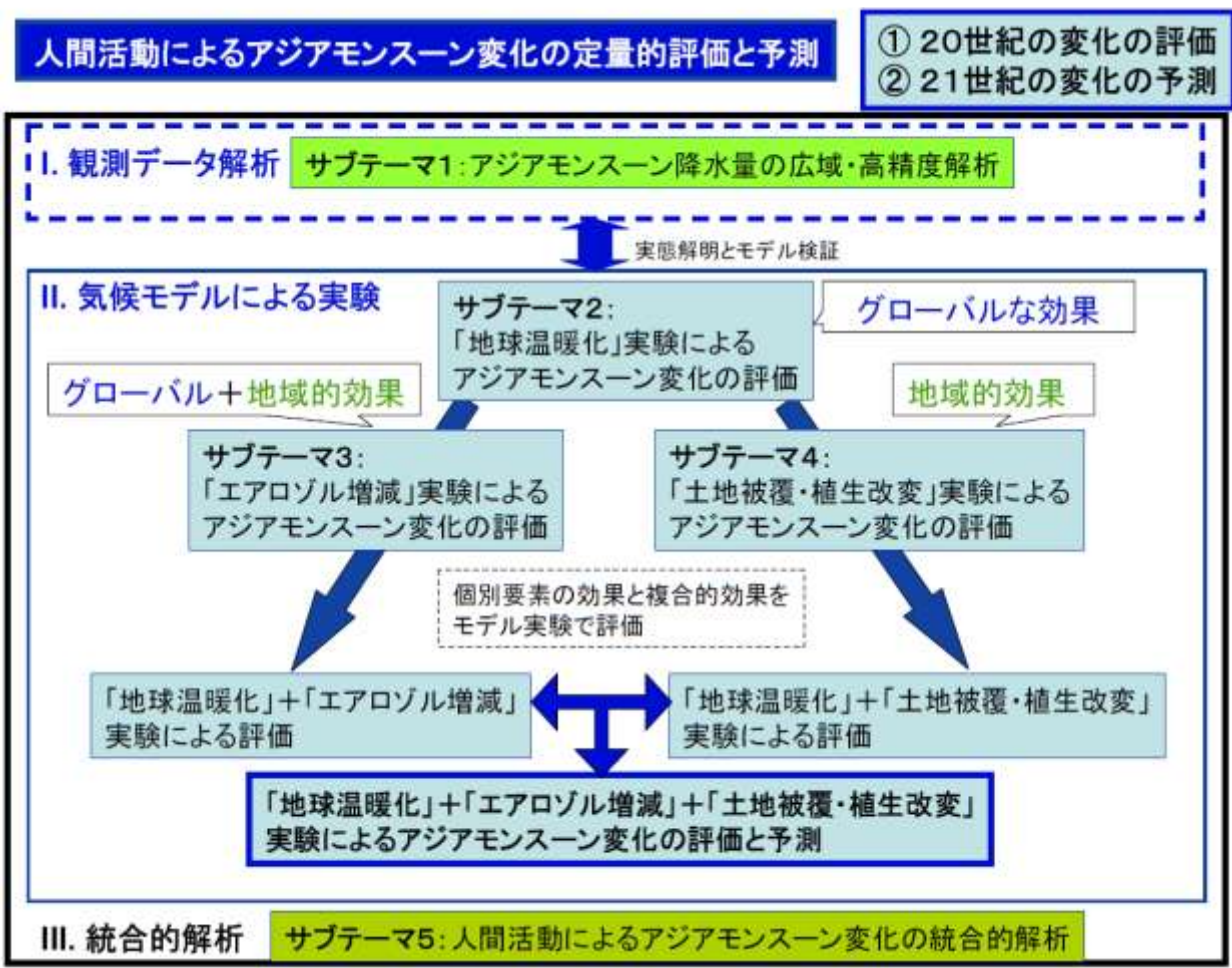 人間活動によるアジアモンスーン変化の定量的評価と予測
① 20世紀の変化の評価
② 21世紀の変化の予測
I. 観測データ解析
サブテーマ1：アジアモンスーン降水量の広域・高精度解析
実態解明とモデル検証
II. 気候モデルによる実験
サブテーマ2：
「地球温暖化」実験による
アジアモンスーン変化の評価
グローバルな効果
グローバル＋地域的効果
地域的効果
サブテーマ3：
「エアロゾル増減」実験による
アジアモンスーン変化の評価
サブテーマ4：
「土地被覆・植生改変」実験による
アジアモンスーン変化の評価
個別要素の効果と複合的効果を
モデル実験で評価
「地球温暖化」＋「エアロゾル増減」
実験による評価
「地球温暖化」＋「土地被覆・植生改変」
実験による評価
「地球温暖化」＋「エアロゾル増減」＋「土地被覆・植生改変」
実験によるアジアモンスーン変化の評価と予測
III. 統合的解析
サブテーマ5：人間活動によるアジアモンスーン変化の統合的解析